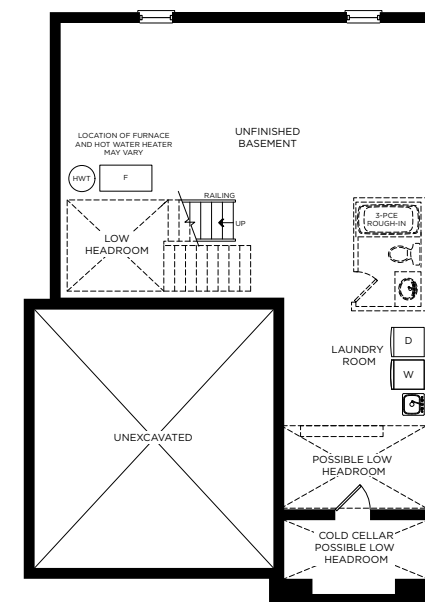 LOCATION OF FURNACE
AND HOT WATER HEATER
MAY VARY
UNFINISHED
BASEMENT
HWT
F
RAILING
UP
3-PCE
ROUGH-IN
LOW
HEADROOM
LAUNDRY
ROOM
D
W
UNEXCAVATED
POSSIBLE LOW
HEADROOM
COLD CELLAR
POSSIBLE LOW
HEADROOM